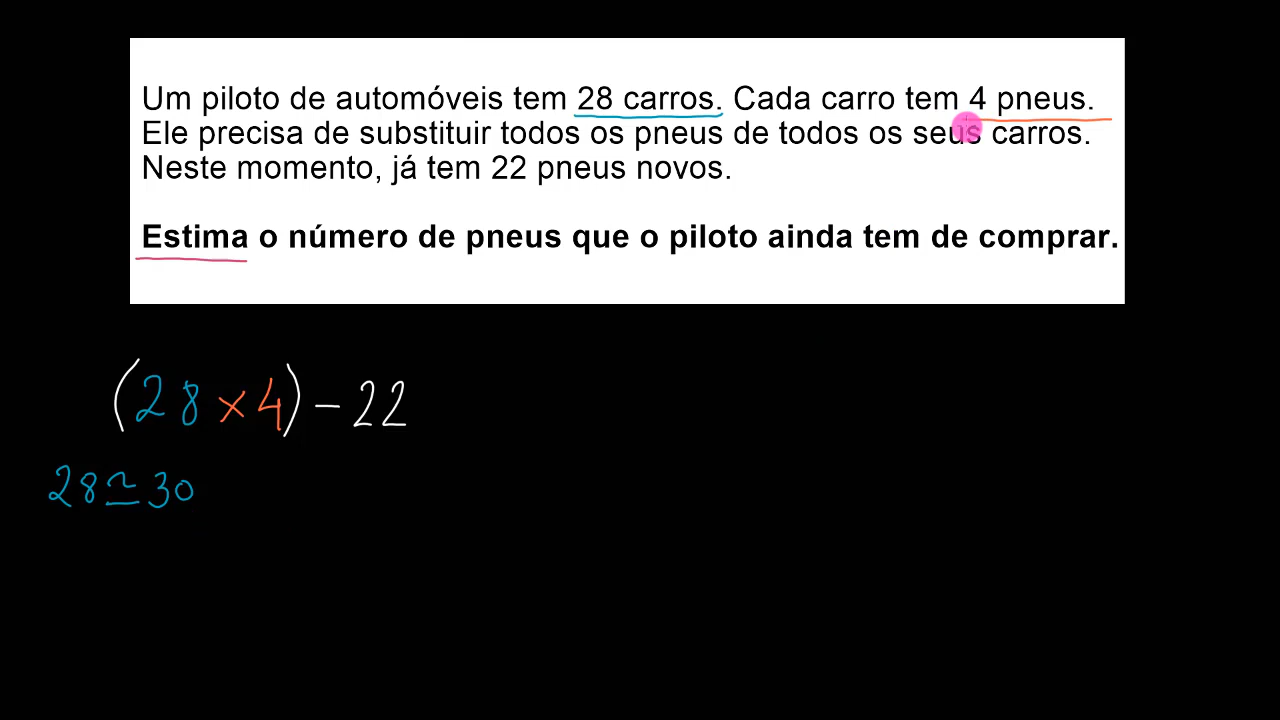 Um piloto de automóveis tem 28 carros. Cada carro tem 4 pneus.
Ele precisa de substituir todos os pneus de todos os seus carros.
Neste momento, já tem 22 pneus novos.
Estima o número de pneus que o piloto ainda tem de comprar.
(28 × 4) − 22
28 ≃ 30